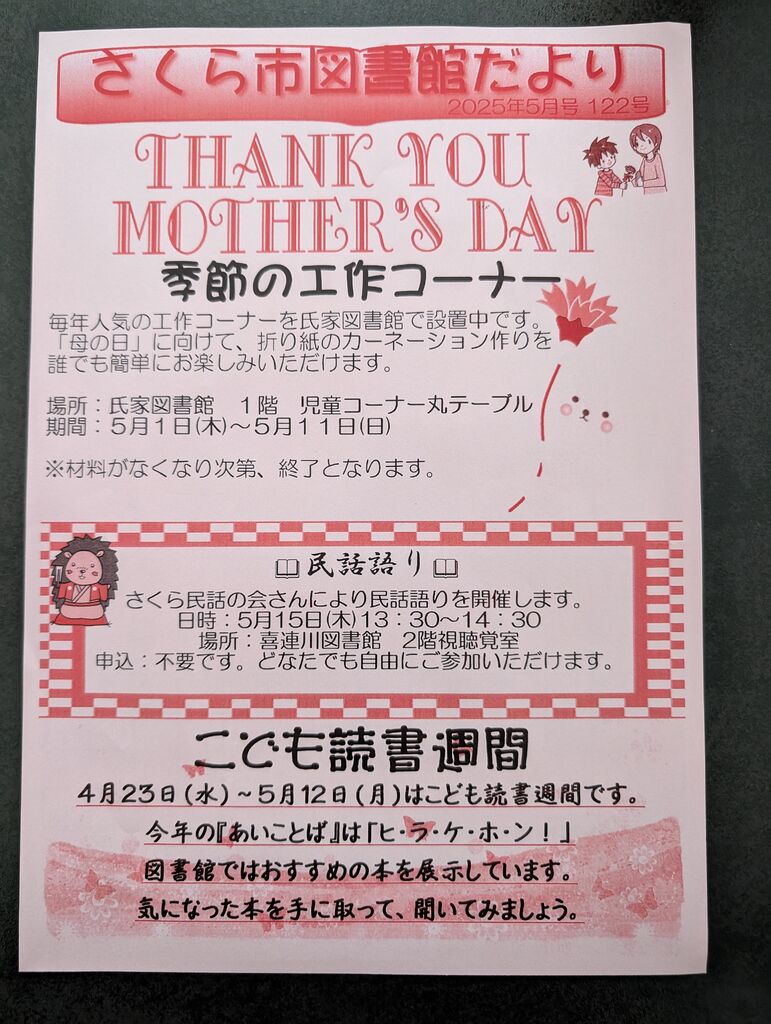 さくら市図書館だより
2025年5月号 122号
THANK YOU
MOTHER'S DAY
季節の工作コーナー
毎年人気の工作コーナーを氏家図書館で設置中です。
「母の日」に向けて、折り紙のカーネーション作りを
誰でも簡単にお楽しみいただけます。
場所：氏家図書館　１階　児童コーナー丸テーブル
期間：５月１日(木)～５月１１日(日)
※材料がなくなり次第、終了となります。
民話語り
さくら民話の会さんにより民話語りを開催します。
日時：５月15日(木)13：30～14：30
場所：喜連川図書館　2階視聴覚室
申込：不要です。どなたでも自由にご参加いただけます。
こども読書週間
４月２３日(水)～５月１２日(月)はこども読書週間です。
今年の『あいことば』は「ヒ・ラ・ケ・ホ・ン！」
図書館ではおすすめの本を展示しています。
気になった本を手に取って、開いてみましょう。